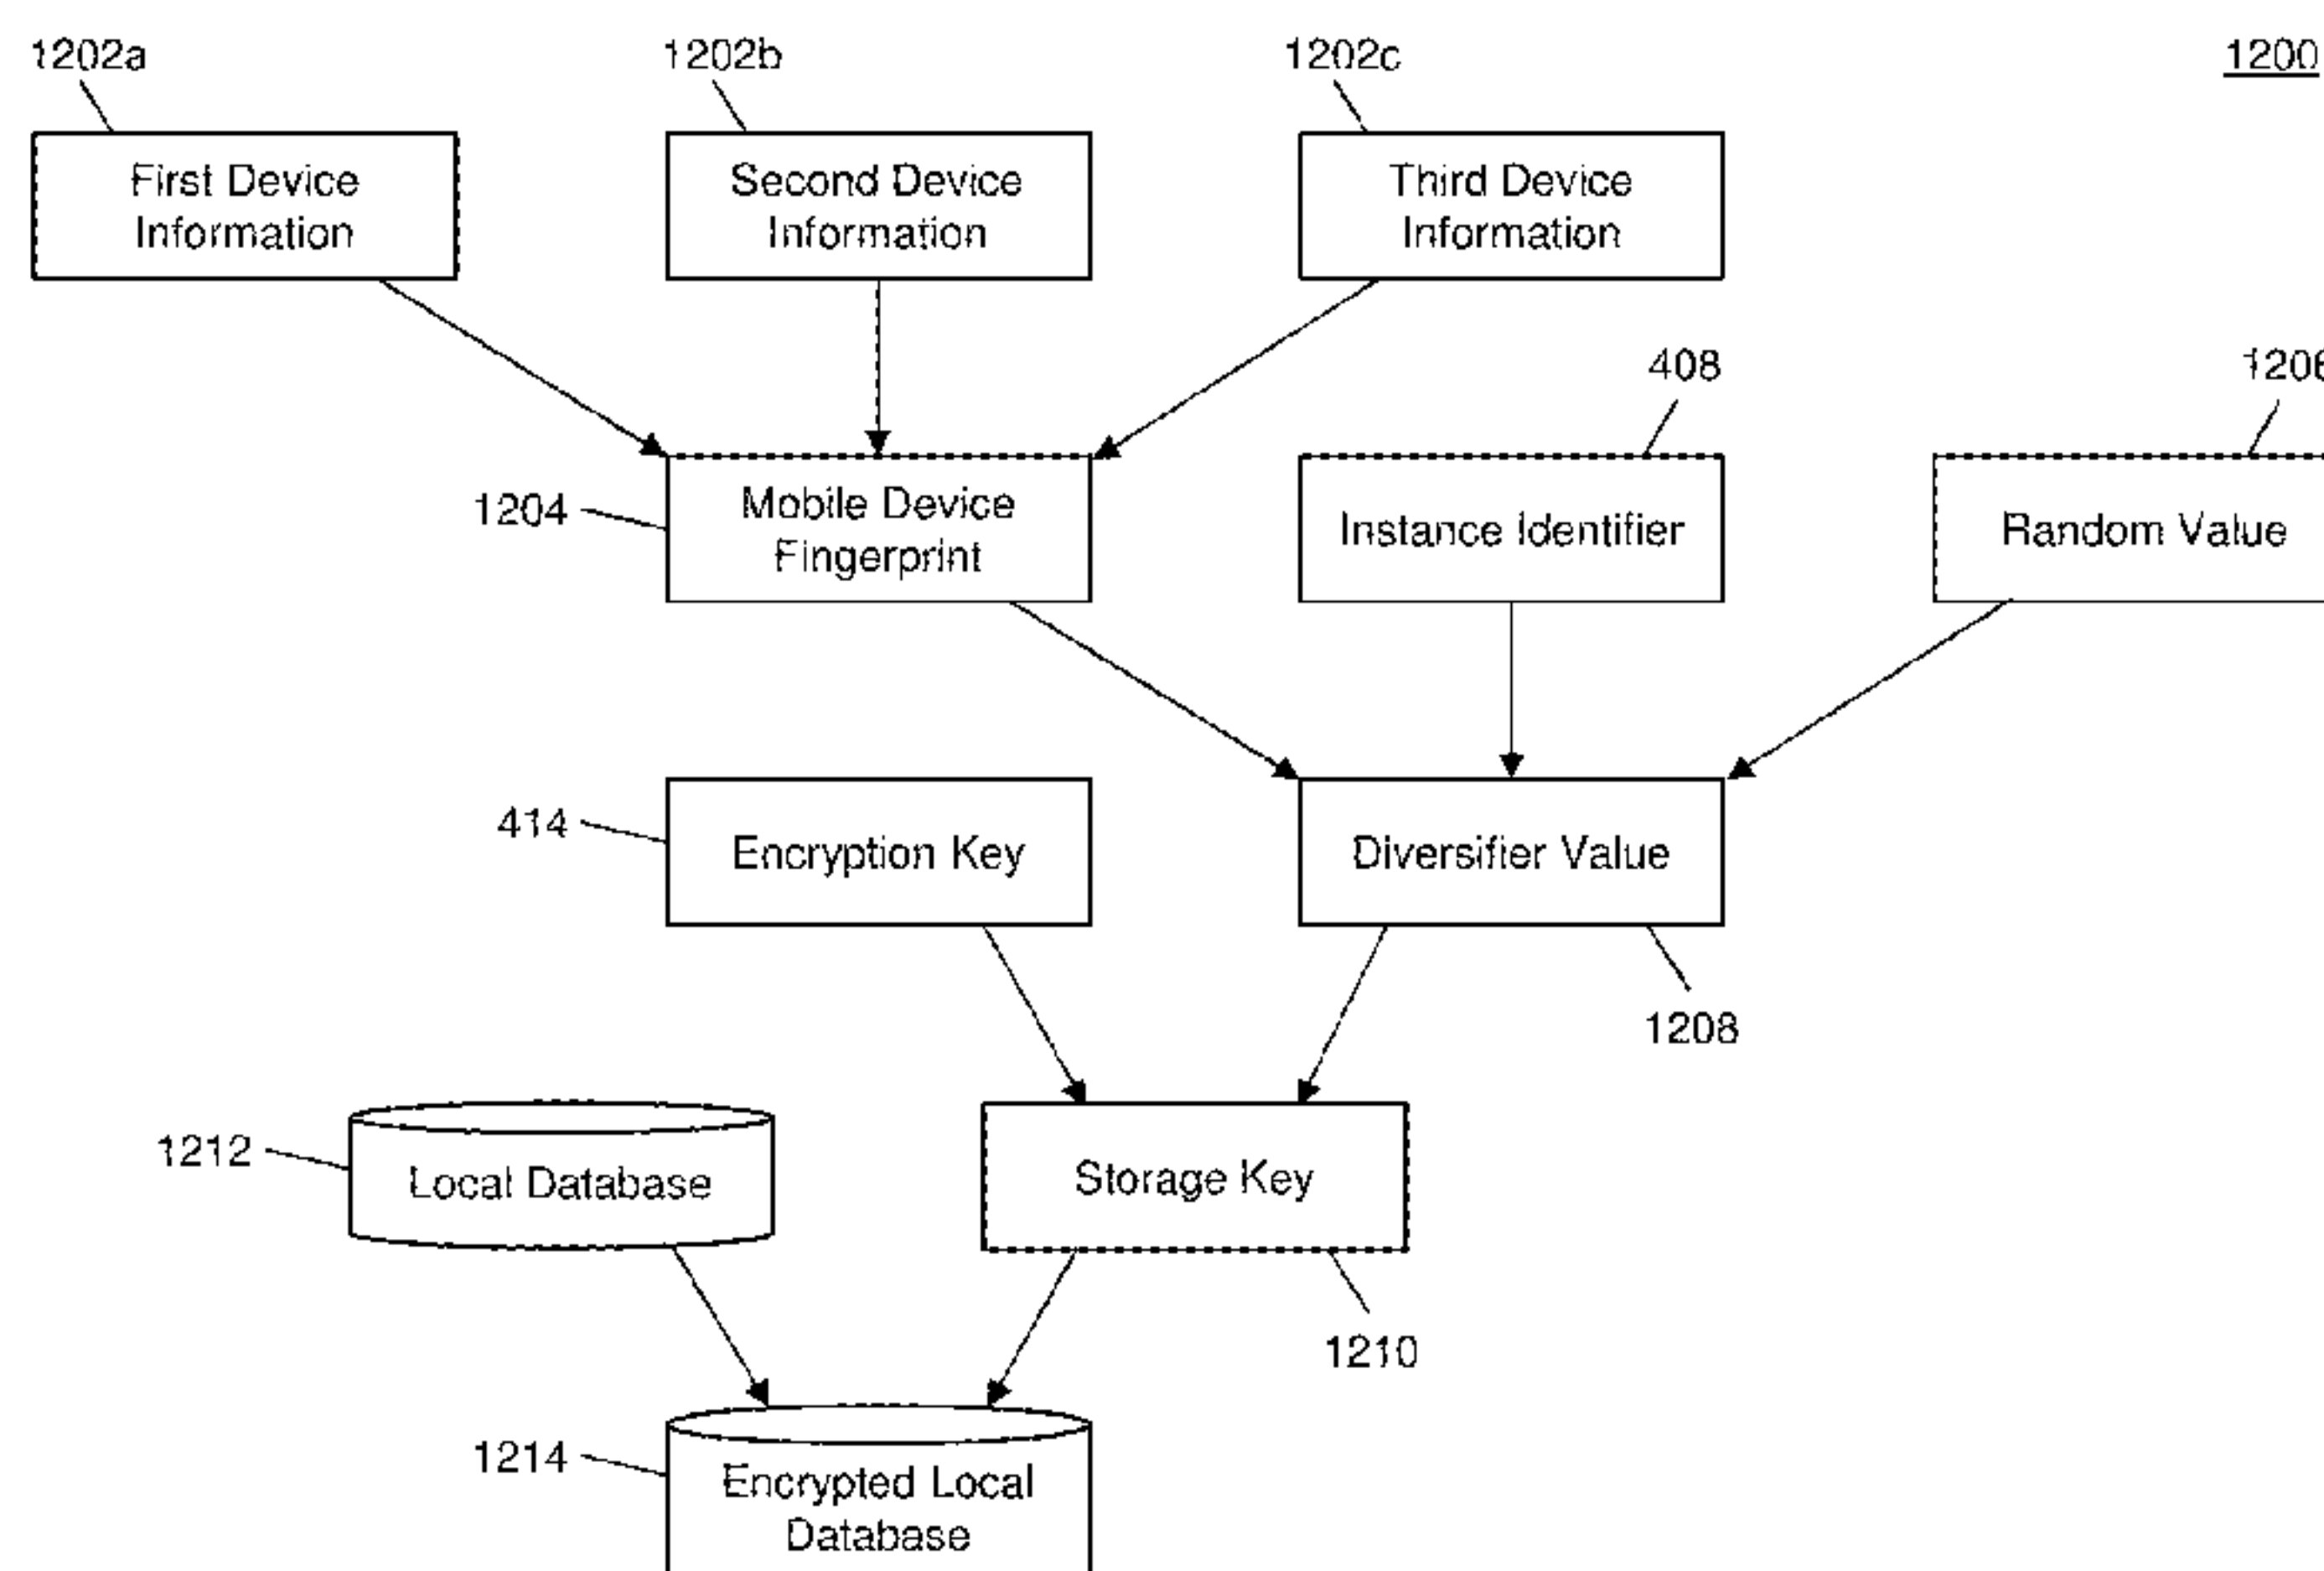 1202a
1202b
1202c
1200
First Device
Information
Second Device
Information
Third Device
Information
408
1206
1204
Mobile Device
Fingerprint
Instance Identifier
Random Value
414
Encryption Key
Diversifier Value
1208
1212
Local Database
Storage Key
1210
1214
Encrypted Local
Database